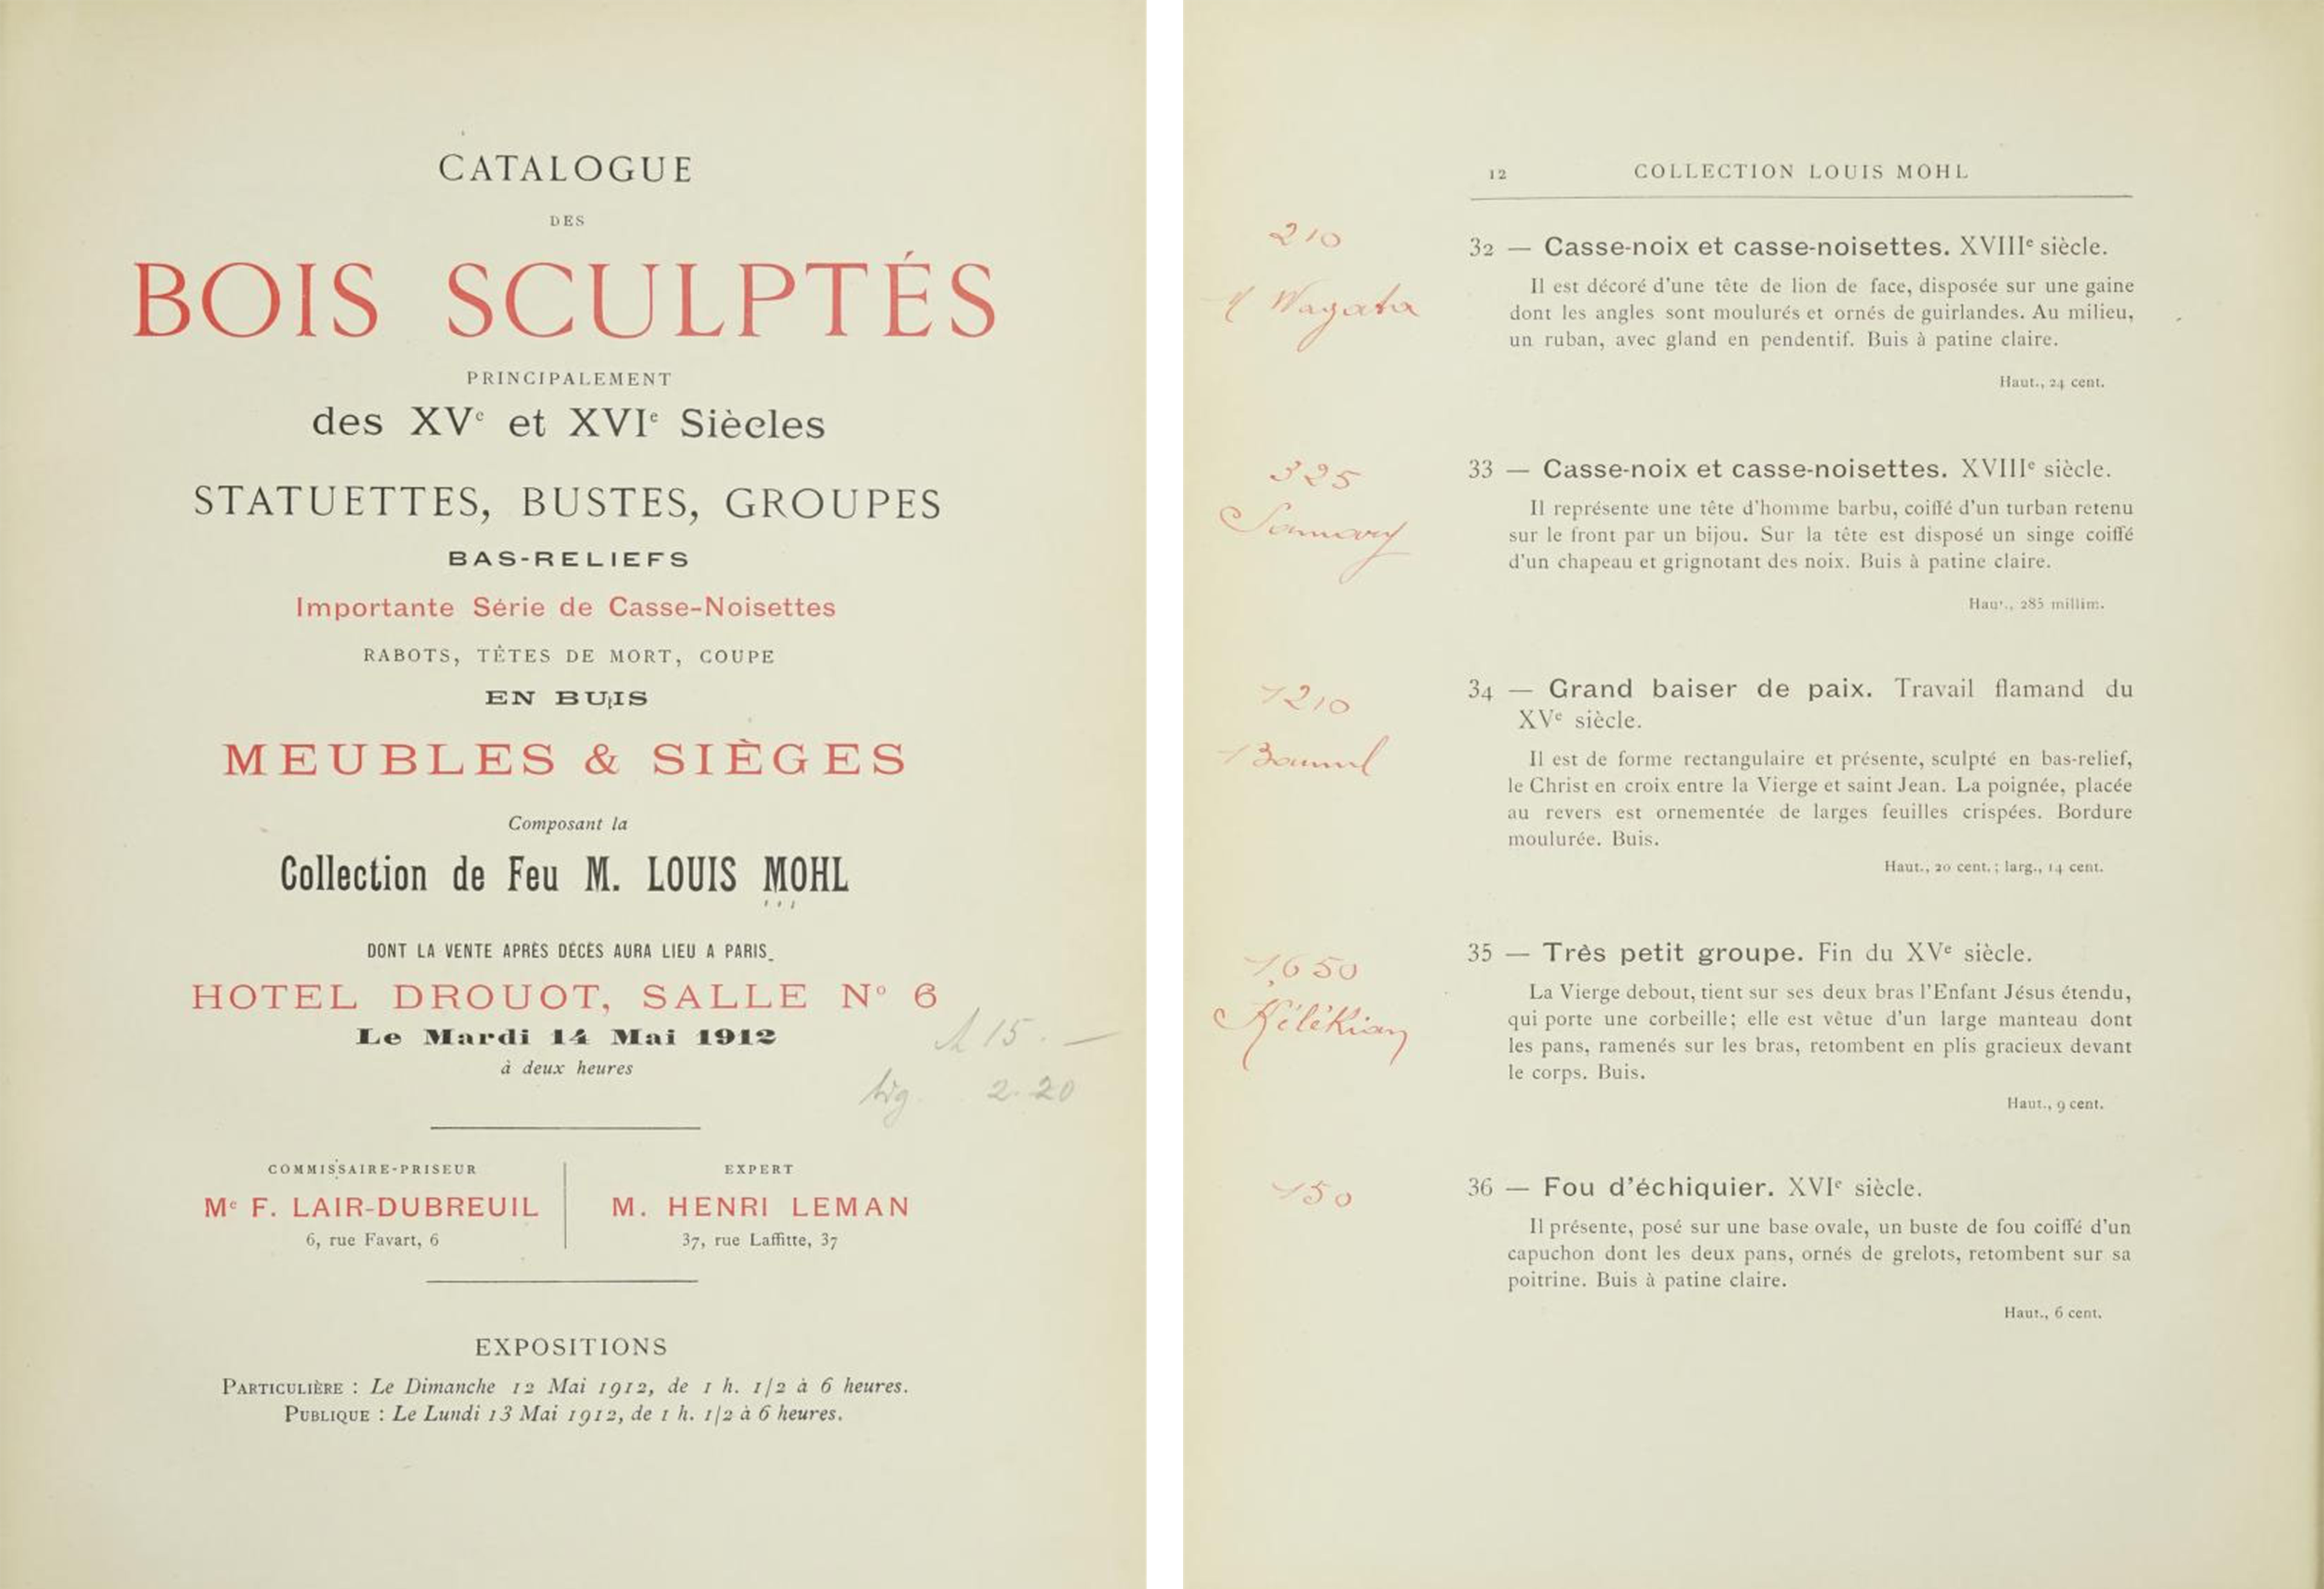 CATALOGUE
DES
BOIS SCULPTÉS
PRINCIPALEMENT
des XVe et XVIe Siècles
STATUETTES, BUSTES, GROUPES
BAS-RELIEFS
Importante Série de Casse-Noisettes
RABOTS, TÊTES DE MORT, COUPE
EN BUIS
MEUBLES & SIÈGES
Composant la
Collection de Feu M. LOUIS MOHL
DONT LA VENTE APRÈS DÉCÈS AURA LIEU A PARIS
HOTEL DROUOT, SALLE No 6
Le Mardi 14 Mai 1912
15. —
à deux heures
2.20
COMMISSAIRE-PRISEUR
Me F. LAIR-DUBREUIL
6, rue Favart, 6
EXPERT
M. HENRI LEMAN
37, rue Laffitte, 37
EXPOSITIONS
PARTICULIÈRE : Le Dimanche 12 Mai 1912, de 1 h. 1/2 à 6 heures.
PUBLIQUE : Le Lundi 13 Mai 1912, de 1 h. 1/2 à 6 heures.
12 COLLECTION LOUIS MOHL
210
32 — Casse-noix et casse-noisettes. XVIIIe siècle.
Il est décoré d'une tête de lion de face, disposée sur une gaine
dont les angles sont moulurés et ornés de guirlandes. Au milieu,
un ruban, avec gland en pendentif. Buis à patine claire.
Haut., 24 cent.
325
33 — Casse-noix et casse-noisettes. XVIIIe siècle.
Il représente une tête d'homme barbu, coiffé d'un turban retenu
sur le front par un bijou. Sur la tête est disposé un singe coiffé
d'un chapeau et grignotant des noix. Buis à patine claire.
Haut., 285 millim.
1210
34 — Grand baiser de paix. Travail flamand du
XVe siècle.
Il est de forme rectangulaire et présente, sculpté en bas-relief,
le Christ en croix entre la Vierge et saint Jean. La poignée, placée
au revers est ornementée de larges feuilles crispées. Bordure
moulurée. Buis.
Haut., 20 cent.; larg., 14 cent.
1,650
Kélékian
35 — Très petit groupe. Fin du XVe siècle.
La Vierge debout, tient sur ses deux bras l'Enfant Jésus étendu,
qui porte une corbeille; elle est vêtue d'un large manteau dont
les pans, ramenés sur les bras, retombent en plis gracieux devant
le corps. Buis.
Haut., 9 cent.
150
36 — Fou d'échiquier. XVIe siècle.
Il présente, posé sur une base ovale, un buste de fou coiffé d'un
capuchon dont les deux pans, ornés de grelots, retombent sur sa
poitrine. Buis à patine claire.
Haut., 6 cent.